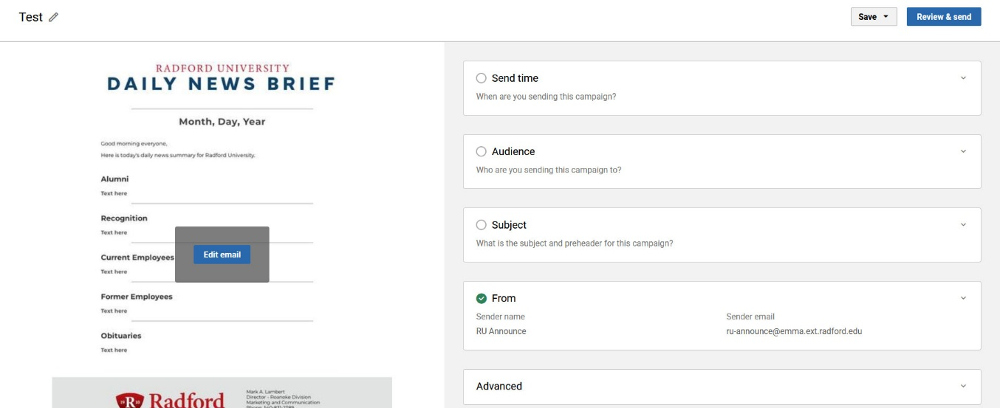 Test
Save
Review & send
RADFORD UNIVERSITY
DAILY NEWS BRIEF
Month, Day, Year
Good morning everyone,
Here is today's daily news summary for Radford University.
Alumni
Text here
Recognition
Text here
Current Employees
Text here
Former Employees
Text here
Obituaries
Text here
Edit email
19 R 10
Radford
Mark A. Lambert
Director - Roanoke Division
Marketing and Communication
Send time
When are you sending this campaign?
Audience
Who are you sending this campaign to?
Subject
What is the subject and preheader for this campaign?
From
Sender name
Sender email
RU Announce
ru-announce@emma.ext.radford.edu
Advanced